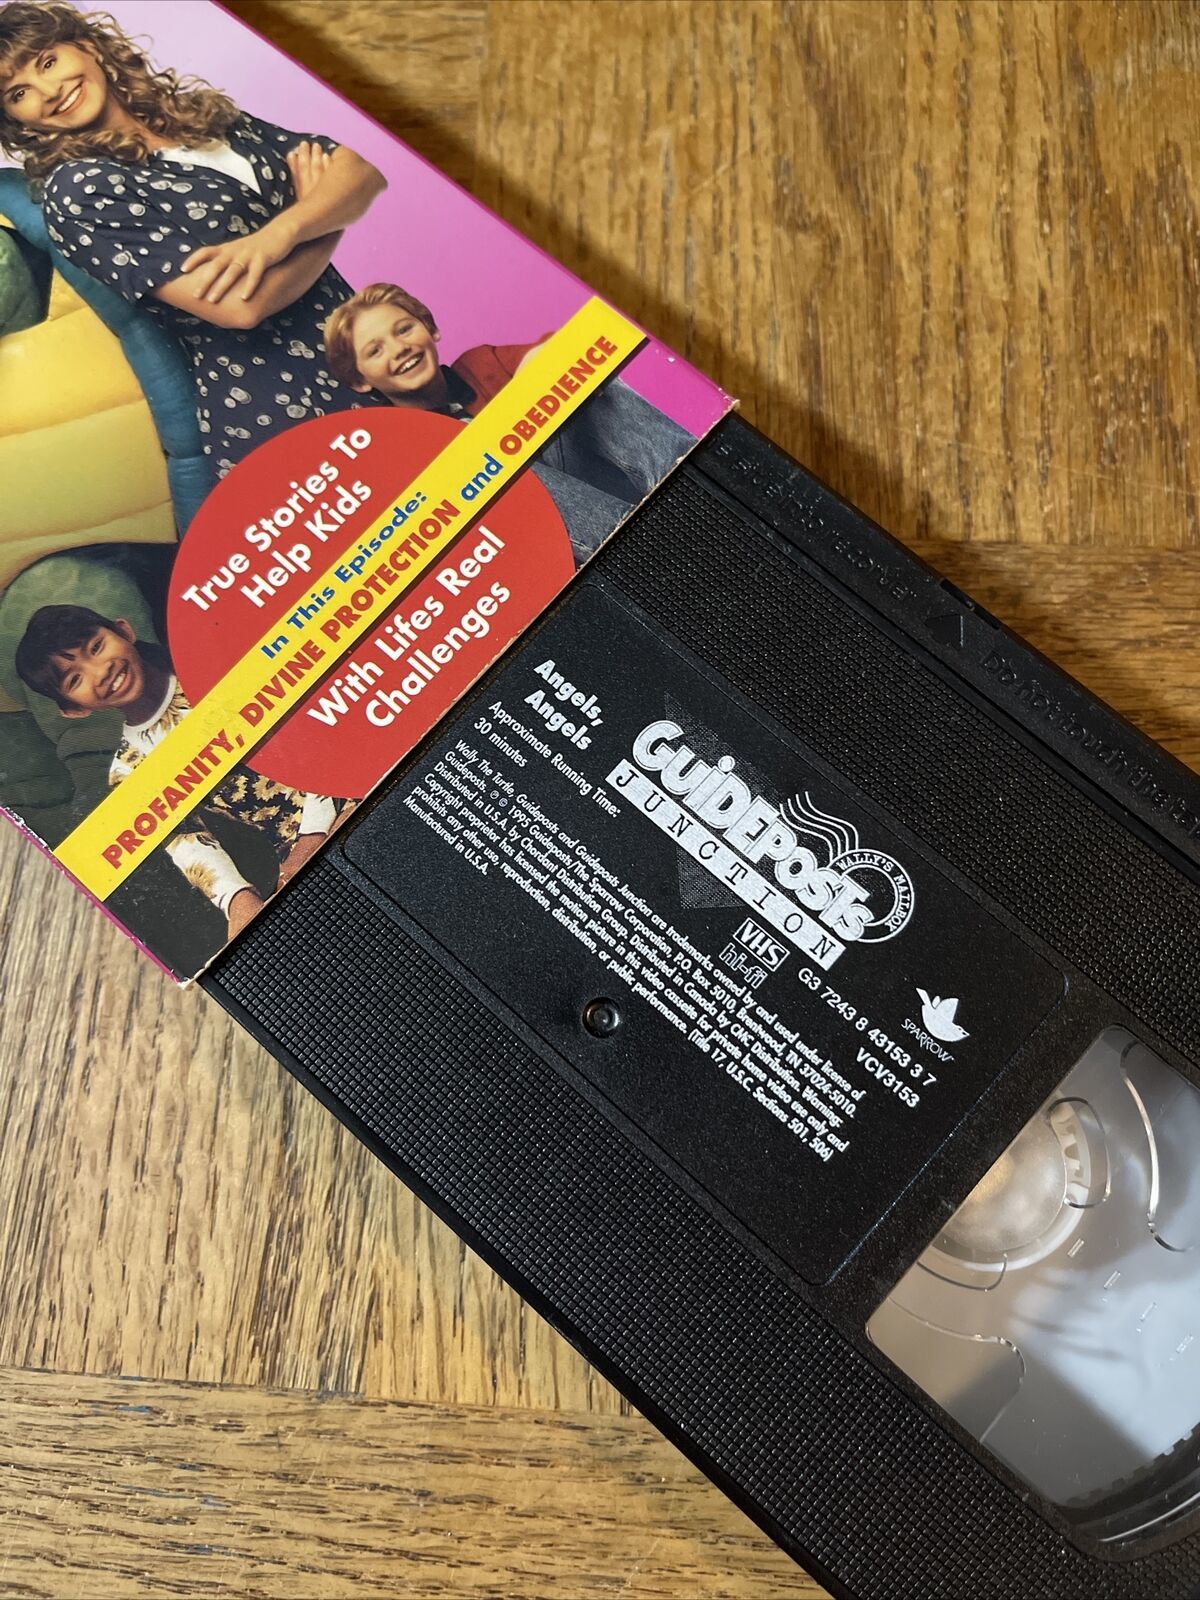 True Stories To
Help Kids
In This Episode:
PROFANITY, DIVINE PROTECTION and OBEDIENCE
With Lifes Real
Challenges
Angels,
Angels
Approximate Running Time:
30 minutes
GUIDEPOSTS
JUNCTION
WALLY'S MAILBOX
VHS
hi-fi
G3 7243 8 43153 3 7
VCV3153
SPARROW
Wally The Turtle, Guideposts and Guideposts Junction are trademarks owned by and used under license of
Guideposts. ℗ © 1995 Guideposts/The Sparrow Corporation, P.O. Box 5010, Brentwood, TN 37024-5010.
Distributed in U.S.A. by Chordant Distribution Group. Distributed in Canada by CMC Distribution. Warning:
Copyright proprietor has licensed the motion picture in this video cassette for private home video use only and
prohibits any other use, reproduction, distribution, or public performance. (Title 17, U.S.C. Sections 501, 506)
Manufactured in U.S.A.